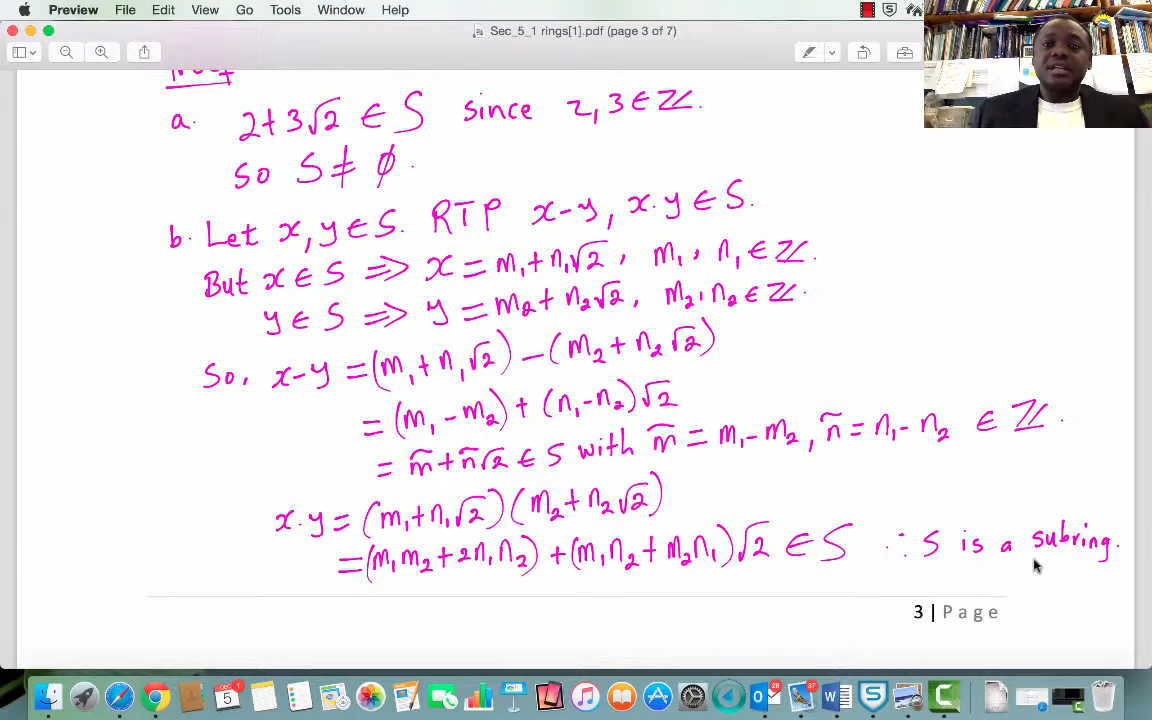 Preview File Edit View Go Tools Window Help
Sec_5_1 rings[1].pdf (page 3 of 7)
a. 2+3√2 ∈ S since 2,3 ∈ ℤ.
So S ≠ ∅.
b. Let x, y ∈ S. RTP x-y, x.y ∈ S.
But x ∈ S ⟹ x = m₁+n₁√2, m₁, n₁ ∈ ℤ.
y ∈ S ⟹ y = m₂+n₂√2, m₂, n₂ ∈ ℤ.
So, x-y = (m₁+n₁√2) - (m₂+n₂√2)
= (m₁-m₂) + (n₁-n₂)√2
= m̃+ñ√2 ∈ S with m̃ = m₁-m₂, ñ = n₁-n₂ ∈ ℤ.
x.y = (m₁+n₁√2)(m₂+n₂√2)
= (m₁m₂+2n₁n₂) + (m₁n₂+m₂n₁)√2 ∈ S ∴ S is a subring.
3 | Page